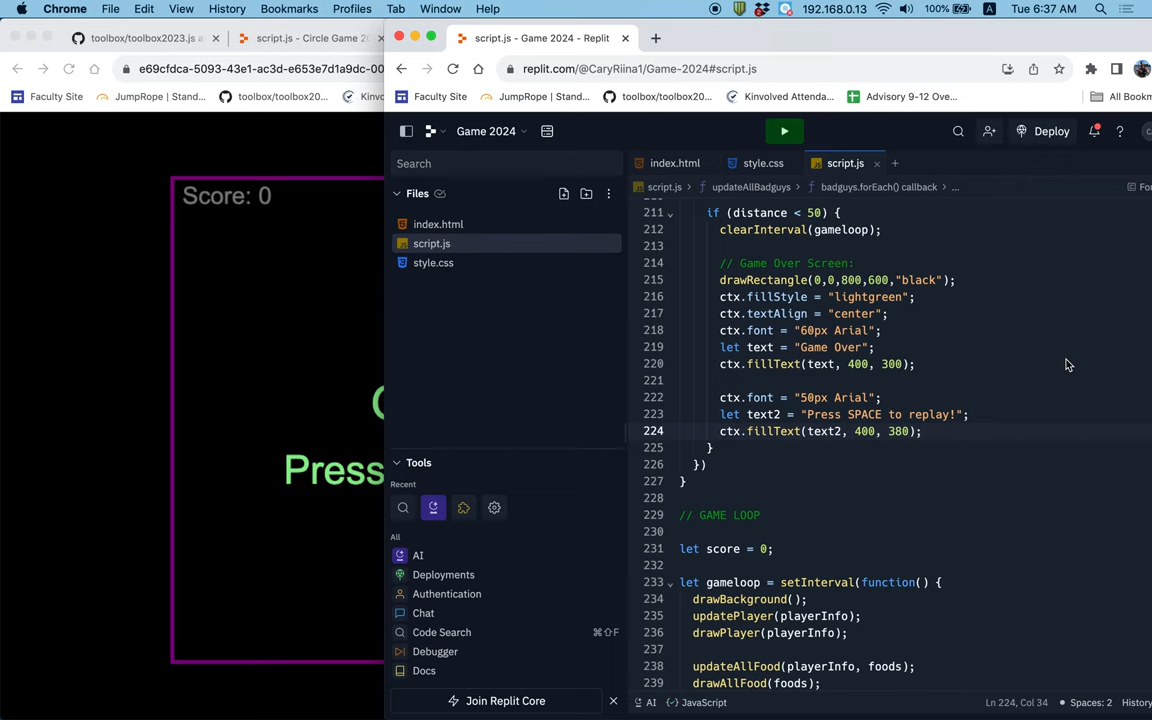 Chrome File Edit View History Bookmarks Profiles Tab Window Help 192.168.0.13 100% A Tue 6:37 AM
toolbox/toolbox2023.js a
script.js - Circle Game 20
script.js - Game 2024 - Replit
e69cfdca-5093-43e1-ac3d-e653e7d1a9dc-00
replit.com/@CaryRiina1/Game-2024#script.js
Faculty Site JumpRope | Stand... toolbox/toolbox20... Kinvo
Faculty Site JumpRope | Stand... toolbox/toolbox20... Kinvolved Attenda... Advisory 9-12 Ove... All Bookm
Game 2024
Deploy
Search
index.html style.css script.js
Files
script.js > updateAllBadguys > badguys.forEach() callback > ... For
index.html
script.js
style.css
Score: 0
Press
211 if (distance < 50) {
212 clearInterval(gameloop);
213
214 // Game Over Screen:
215 drawRectangle(0,0,800,600,"black");
216 ctx.fillStyle = "lightgreen";
217 ctx.textAlign = "center";
218 ctx.font = "60px Arial";
219 let text = "Game Over";
220 ctx.fillText(text, 400, 300);
221
222 ctx.font = "50px Arial";
223 let text2 = "Press SPACE to replay!";
224 ctx.fillText(text2, 400, 380);
225 }
226 })
227 }
228
229 // GAME LOOP
230
231 let score = 0;
232
233 let gameloop = setInterval(function() {
234 drawBackground();
235 updatePlayer(playerInfo);
236 drawPlayer(playerInfo);
237
238 updateAllFood(playerInfo, foods);
239 drawAllFood(foods);
Tools
Recent
All
AI
Deployments
Authentication
Chat
Code Search ⌘⇧F
Debugger
Docs
Join Replit Core
AI JavaScript Ln 224, Col 34 Spaces: 2 History